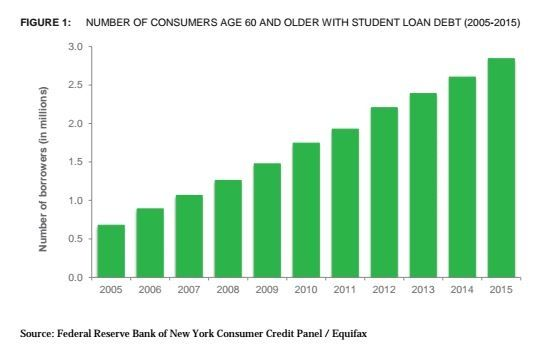 FIGURE 1: NUMBER OF CONSUMERS AGE 60 AND OLDER WITH STUDENT LOAN DEBT (2005-2015)
Number of borrowers (in millions)
3.0
2.5
2.0
1.5
1.0
0.5
0.0
2005 2006 2007 2008 2009 2010 2011 2012 2013 2014 2015
Source: Federal Reserve Bank of New York Consumer Credit Panel / Equifax